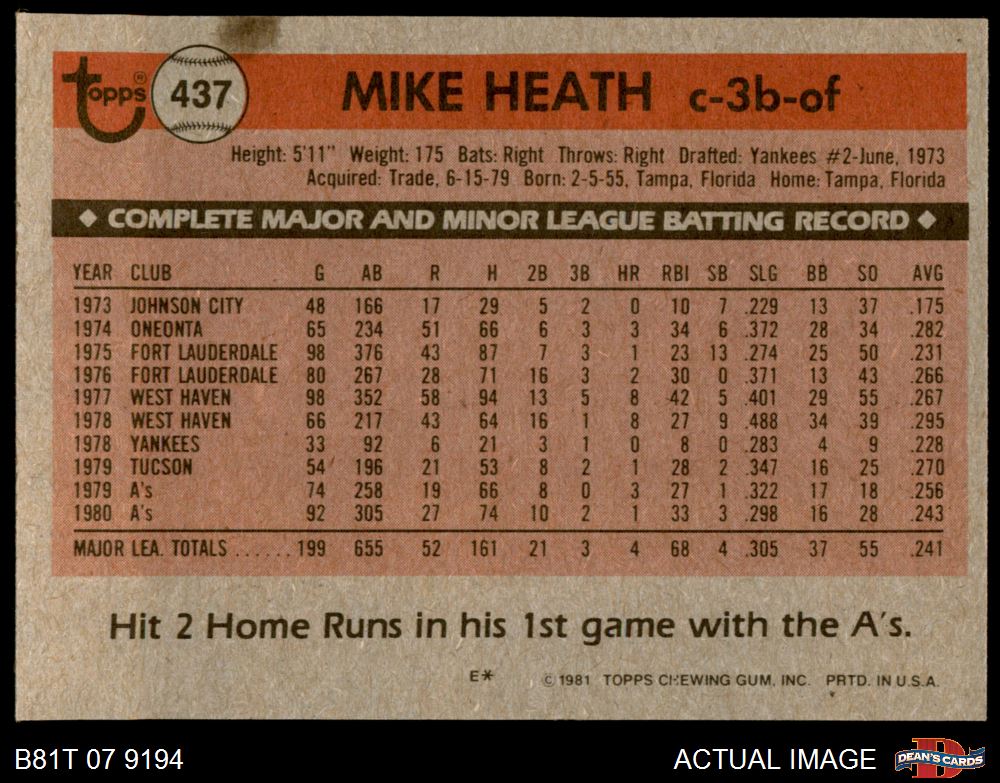 topps® 437 MIKE HEATH c-3b-of
Height: 5'11" Weight: 175 Bats: Right Throws: Right Drafted: Yankees #2-June, 1973
Acquired: Trade, 6-15-79 Born: 2-5-55, Tampa, Florida Home: Tampa, Florida
◆ COMPLETE MAJOR AND MINOR LEAGUE BATTING RECORD ◆
YEAR CLUB G AB R H 2B 3B HR RBI SB SLG BB SO AVG
1973 JOHNSON CITY 48 166 17 29 5 2 0 10 7 .229 13 37 .175
1974 ONEONTA 65 234 51 66 6 3 3 34 6 .372 28 34 .282
1975 FORT LAUDERDALE 98 376 43 87 7 3 1 23 13 .274 25 50 .231
1976 FORT LAUDERDALE 80 267 28 71 16 3 2 30 0 .371 13 43 .266
1977 WEST HAVEN 98 352 58 94 13 5 8 42 5 .401 29 55 .267
1978 WEST HAVEN 66 217 43 64 16 1 8 27 9 .488 34 39 .295
1978 YANKEES 33 92 6 21 3 1 0 8 0 .283 4 9 .228
1979 TUCSON 54 196 21 53 8 2 1 28 2 .347 16 25 .270
1979 A's 74 258 19 66 8 0 3 27 1 .322 17 18 .256
1980 A's 92 305 27 74 10 2 1 33 3 .298 16 28 .243
MAJOR LEA. TOTALS ...... 199 655 52 161 21 3 4 68 4 .305 37 55 .241
Hit 2 Home Runs in his 1st game with the A's.
E* © 1981 TOPPS CHEWING GUM, INC. PRTD. IN U.S.A.
B81T 07 9194 ACTUAL IMAGE D DEAN'S CARDS